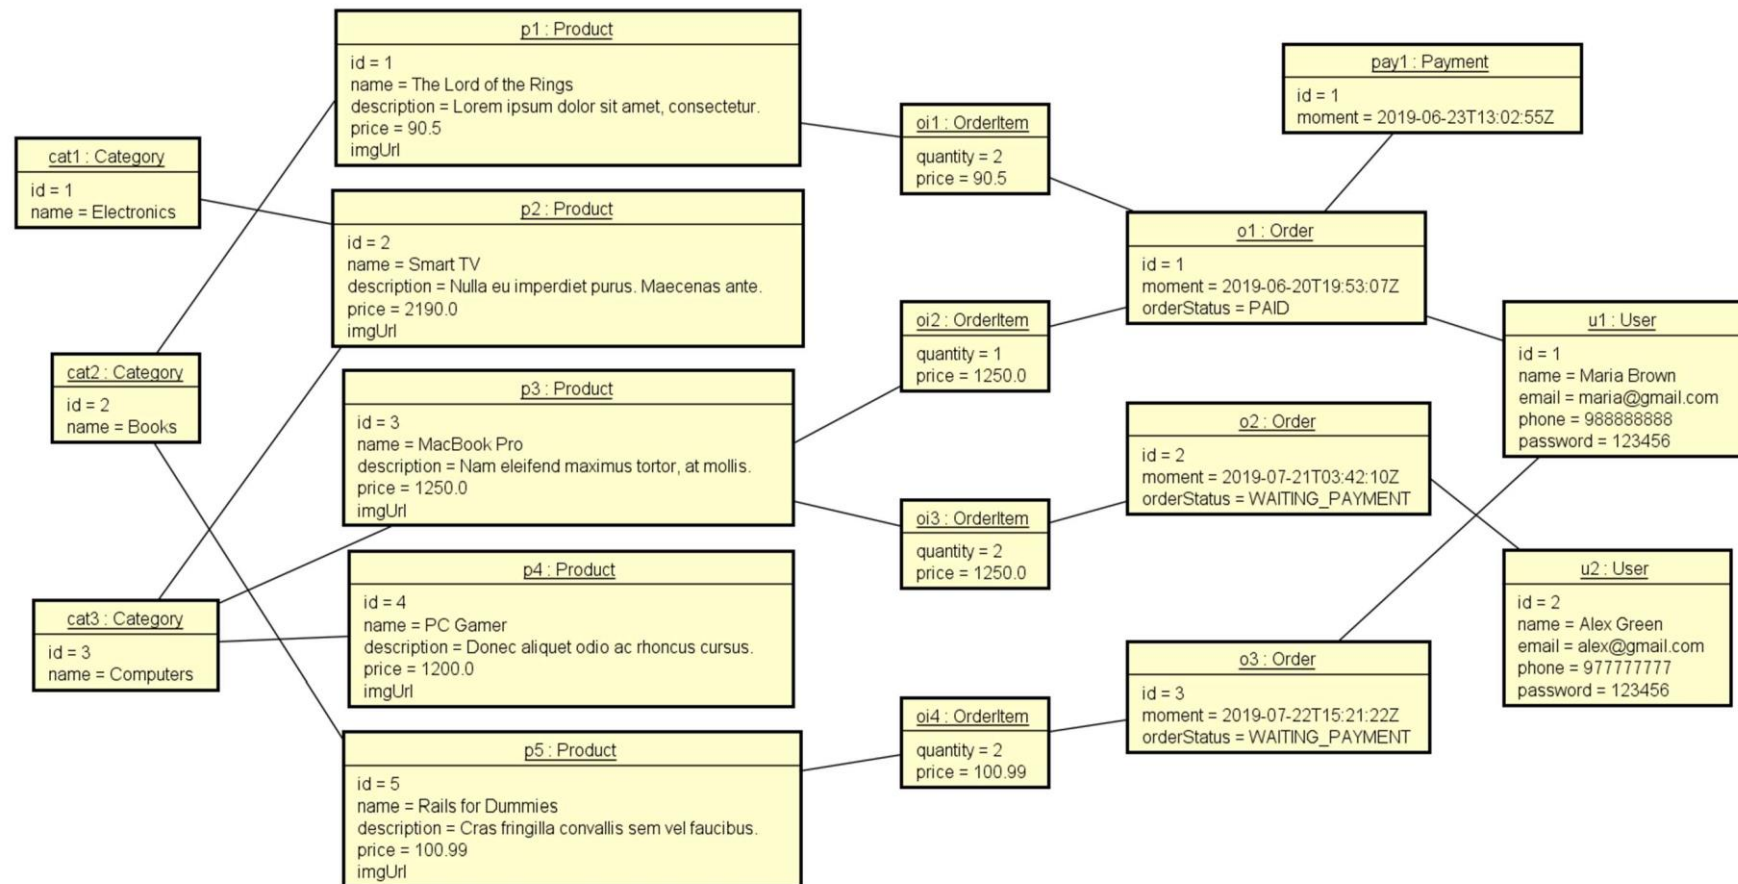 p1 : Product
id = 1
name = The Lord of the Rings
description = Lorem ipsum dolor sit amet, consectetur.
price = 90.5
imgUrl
pay1 : Payment
id = 1
moment = 2019-06-23T13:02:55Z
oi1 : OrderItem
quantity = 2
price = 90.5
cat1 : Category
id = 1
name = Electronics
p2 : Product
id = 2
name = Smart TV
description = Nulla eu imperdiet purus. Maecenas ante.
price = 2190.0
imgUrl
o1 : Order
id = 1
moment = 2019-06-20T19:53:07Z
orderStatus = PAID
oi2 : OrderItem
quantity = 1
price = 1250.0
u1 : User
id = 1
name = Maria Brown
email = maria@gmail.com
phone = 988888888
password = 123456
cat2 : Category
id = 2
name = Books
p3 : Product
id = 3
name = MacBook Pro
description = Nam eleifend maximus tortor, at mollis.
price = 1250.0
imgUrl
o2 : Order
id = 2
moment = 2019-07-21T03:42:10Z
orderStatus = WAITING_PAYMENT
oi3 : OrderItem
quantity = 2
price = 1250.0
p4 : Product
id = 4
name = PC Gamer
description = Donec aliquet odio ac rhoncus cursus.
price = 1200.0
imgUrl
u2 : User
id = 2
name = Alex Green
email = alex@gmail.com
phone = 977777777
password = 123456
cat3 : Category
id = 3
name = Computers
o3 : Order
id = 3
moment = 2019-07-22T15:21:22Z
orderStatus = WAITING_PAYMENT
oi4 : OrderItem
quantity = 2
price = 100.99
p5 : Product
id = 5
name = Rails for Dummies
description = Cras fringilla convallis sem vel faucibus.
price = 100.99
imgUrl